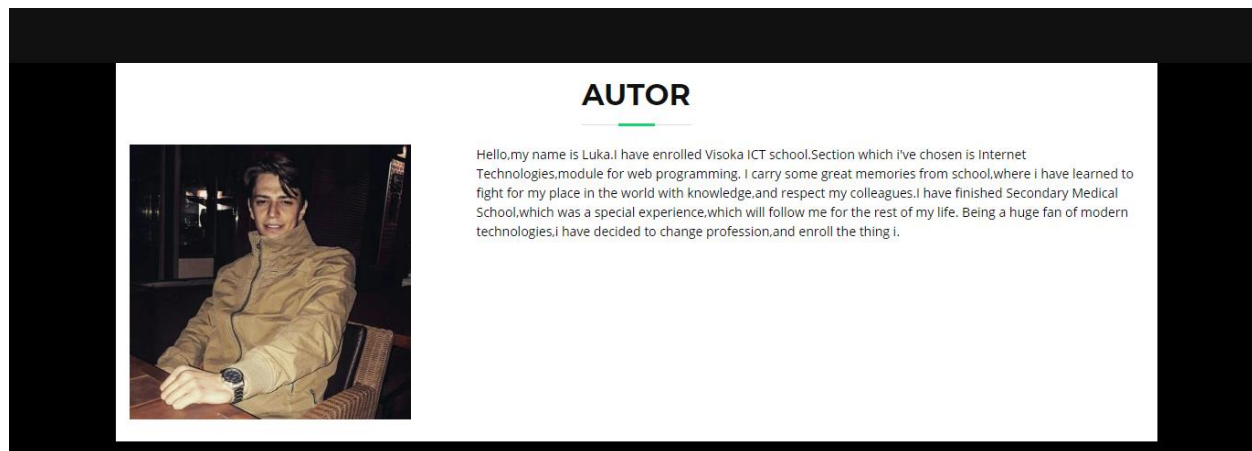 AUTOR
Hello,my name is Luka.I have enrolled Visoka ICT school.Section which i've chosen is Internet
Technologies,module for web programming. I carry some great memories from school,where i have learned to
fight for my place in the world with knowledge,and respect my colleagues.I have finished Secondary Medical
School,which was a special experience,which will follow me for the rest of my life. Being a huge fan of modern
technologies,i have decided to change profession,and enroll the thing i.